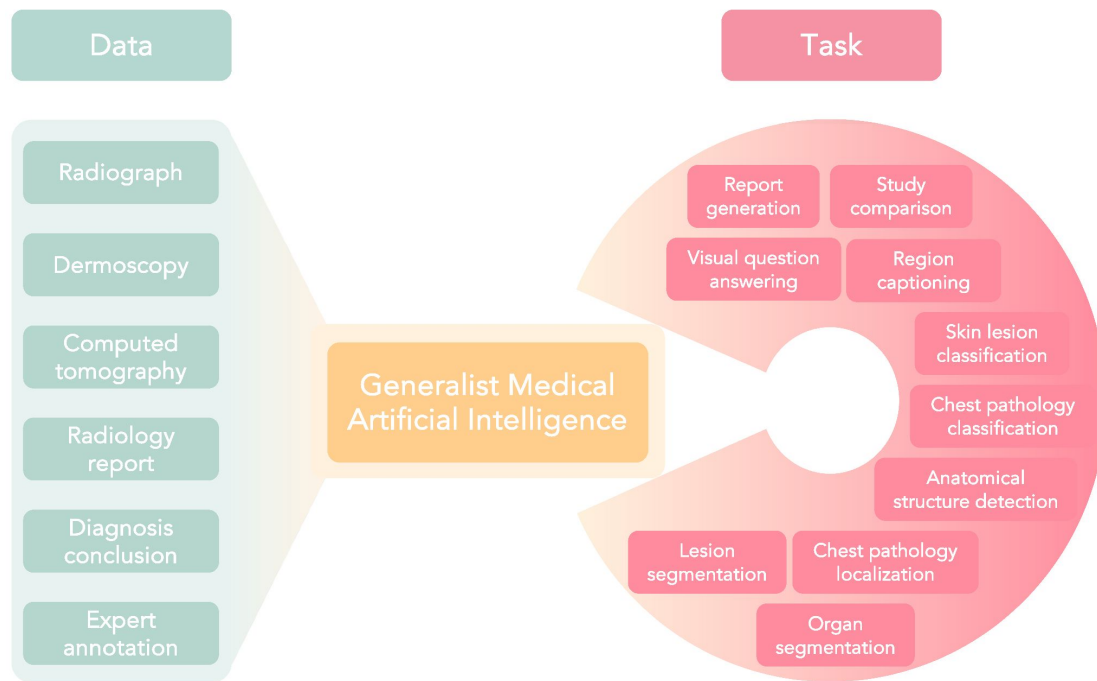 Data
Task
Radiograph
Dermoscopy
Computed
tomography
Radiology
report
Diagnosis
conclusion
Expert
annotation
Generalist Medical
Artificial Intelligence
Report
generation
Study
comparison
Visual question
answering
Region
captioning
Skin lesion
classification
Chest pathology
classification
Anatomical
structure detection
Lesion
segmentation
Chest pathology
localization
Organ
segmentation